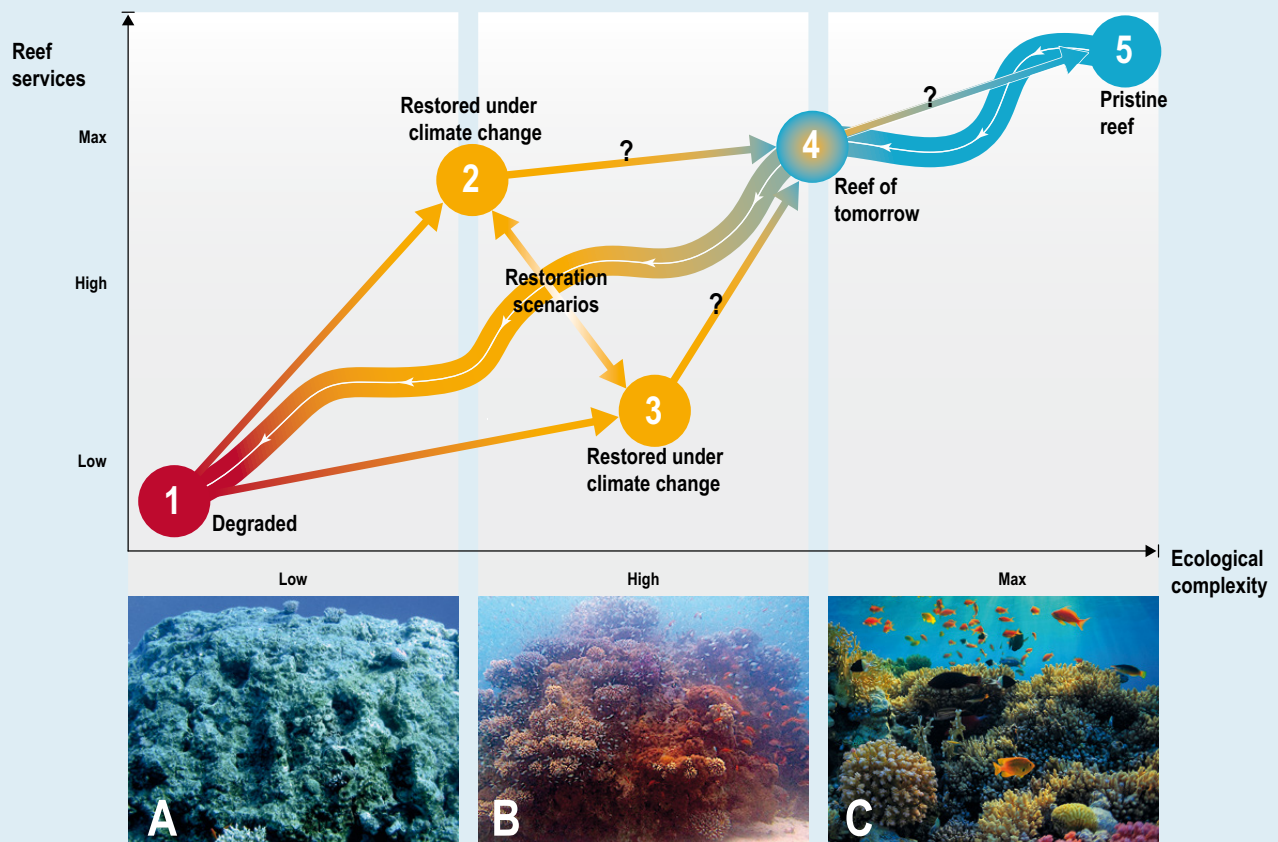 Reef
services
Max
High
Low
5
Pristine
reef
?
Restored under
climate change
2
?
4
Reef of
tomorrow
Restoration
scenarios
?
3
Restored under
climate change
1
Degraded
Low
High
Max
Ecological
complexity
A
B
C